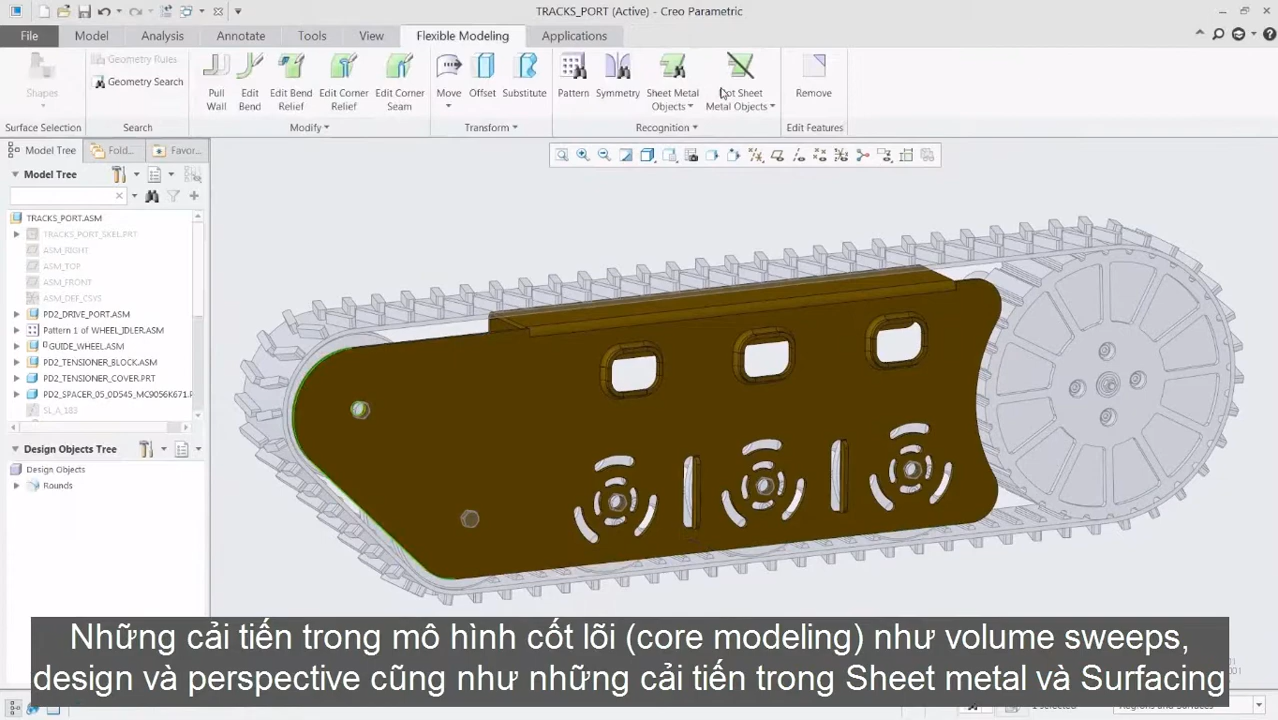 TRACKS_PORT (Active) - Creo Parametric
File Model Analysis Annotate Tools View Flexible Modeling Applications
Shapes
Geometry Rules
Geometry Search
Pull Wall
Edit Bend
Edit Bend Relief
Edit Corner Relief
Edit Corner Seam
Move
Offset
Substitute
Pattern
Symmetry
Sheet Metal Objects
Not Sheet Metal Objects
Remove
Surface Selection Search Modify Transform Recognition Edit Features
Model Tree Fold... Favor...
Model Tree
TRACKS_PORT.ASM
TRACKS_PORT_SKEL.PRT
ASM_RIGHT
ASM_TOP
ASM_FRONT
ASM_DEF_CSYS
PD2_DRIVE_PORT.ASM
Pattern 1 of WHEEL_IDLER.ASM
GUIDE_WHEEL.ASM
PD2_TENSIONER_BLOCK.ASM
PD2_TENSIONER_COVER.PRT
PD2_SPACER_05_0D545_MC9056K671.F
SL_A_183
Design Objects Tree
Design Objects
Rounds
Những cải tiến trong mô hình cốt lõi (core modeling) như volume sweeps,
design và perspective cũng như những cải tiến trong Sheet metal và Surfacing